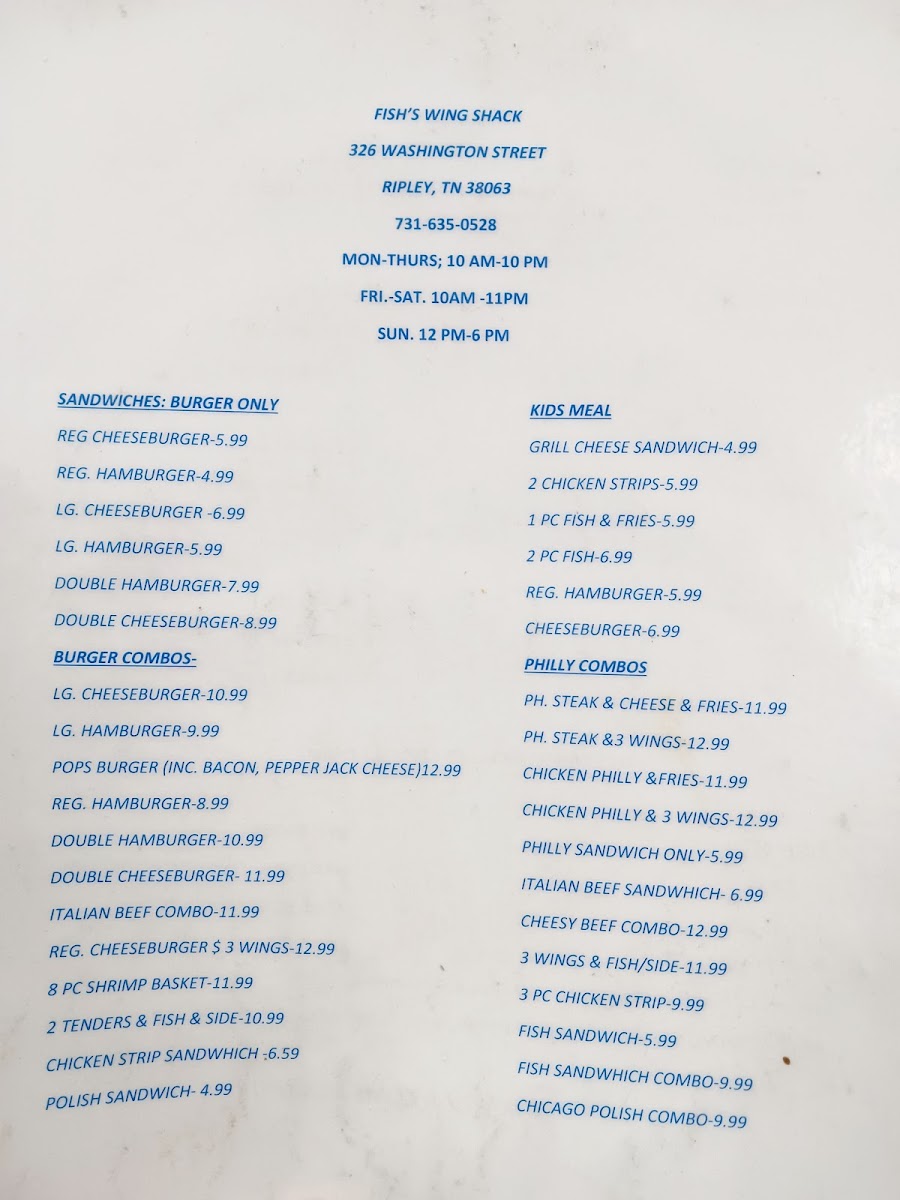 FISH'S WING SHACK
326 WASHINGTON STREET
RIPLEY, TN 38063
731-635-0528
MON-THURS; 10 AM-10 PM
FRI.-SAT. 10AM -11PM
SUN. 12 PM-6 PM
SANDWICHES: BURGER ONLY
REG CHEESEBURGER-5.99
REG. HAMBURGER-4.99
LG. CHEESEBURGER -6.99
LG. HAMBURGER-5.99
DOUBLE HAMBURGER-7.99
DOUBLE CHEESEBURGER-8.99
BURGER COMBOS-
LG. CHEESEBURGER-10.99
LG. HAMBURGER-9.99
POPS BURGER (INC. BACON, PEPPER JACK CHEESE)12.99
REG. HAMBURGER-8.99
DOUBLE HAMBURGER-10.99
DOUBLE CHEESEBURGER- 11.99
ITALIAN BEEF COMBO-11.99
REG. CHEESEBURGER $ 3 WINGS-12.99
8 PC SHRIMP BASKET-11.99
2 TENDERS & FISH & SIDE-10.99
CHICKEN STRIP SANDWHICH -6.59
POLISH SANDWICH- 4.99
KIDS MEAL
GRILL CHEESE SANDWICH-4.99
2 CHICKEN STRIPS-5.99
1 PC FISH & FRIES-5.99
2 PC FISH-6.99
REG. HAMBURGER-5.99
CHEESEBURGER-6.99
PHILLY COMBOS
PH. STEAK & CHEESE & FRIES-11.99
PH. STEAK &3 WINGS-12.99
CHICKEN PHILLY &FRIES-11.99
CHICKEN PHILLY & 3 WINGS-12.99
PHILLY SANDWICH ONLY-5.99
ITALIAN BEEF SANDWHICH- 6.99
CHEESY BEEF COMBO-12.99
3 WINGS & FISH/SIDE-11.99
3 PC CHICKEN STRIP-9.99
FISH SANDWICH-5.99
FISH SANDWHICH COMBO-9.99
CHICAGO POLISH COMBO-9.99